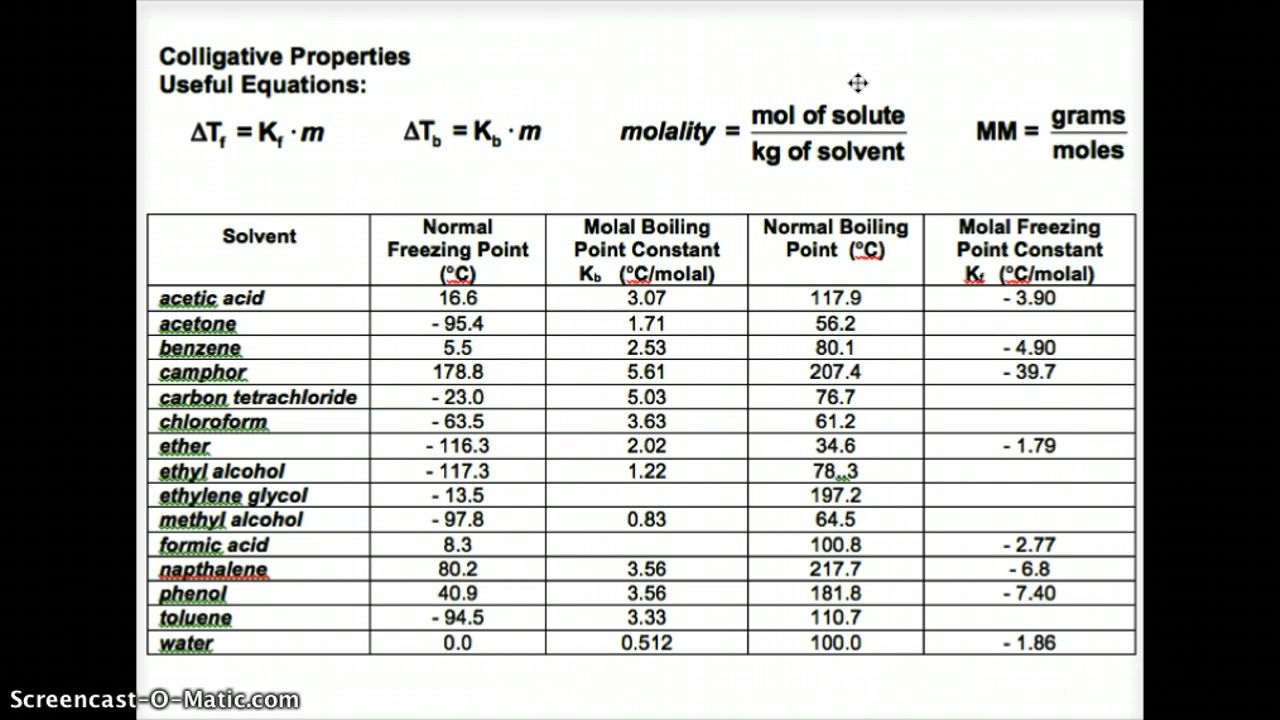 Colligative Properties
Useful Equations:
ΔTf = Kf · m ΔTb = Kb · m molality = mol of solute / kg of solvent MM = grams / moles
Solvent Normal Freezing Point (°C) Molal Boiling Point Constant Kb (°C/molal) Normal Boiling Point (°C) Molal Freezing Point Constant Kf (°C/molal)
acetic acid 16.6 3.07 117.9 - 3.90
acetone - 95.4 1.71 56.2
benzene 5.5 2.53 80.1 - 4.90
camphor 178.8 5.61 207.4 - 39.7
carbon tetrachloride - 23.0 5.03 76.7
chloroform - 63.5 3.63 61.2
ether - 116.3 2.02 34.6 - 1.79
ethyl alcohol - 117.3 1.22 78..3
ethylene glycol - 13.5 197.2
methyl alcohol - 97.8 0.83 64.5
formic acid 8.3 100.8 - 2.77
napthalene 80.2 3.56 217.7 - 6.8
phenol 40.9 3.56 181.8 - 7.40
toluene - 94.5 3.33 110.7
water 0.0 0.512 100.0 - 1.86
Screencast-O-Matic.com